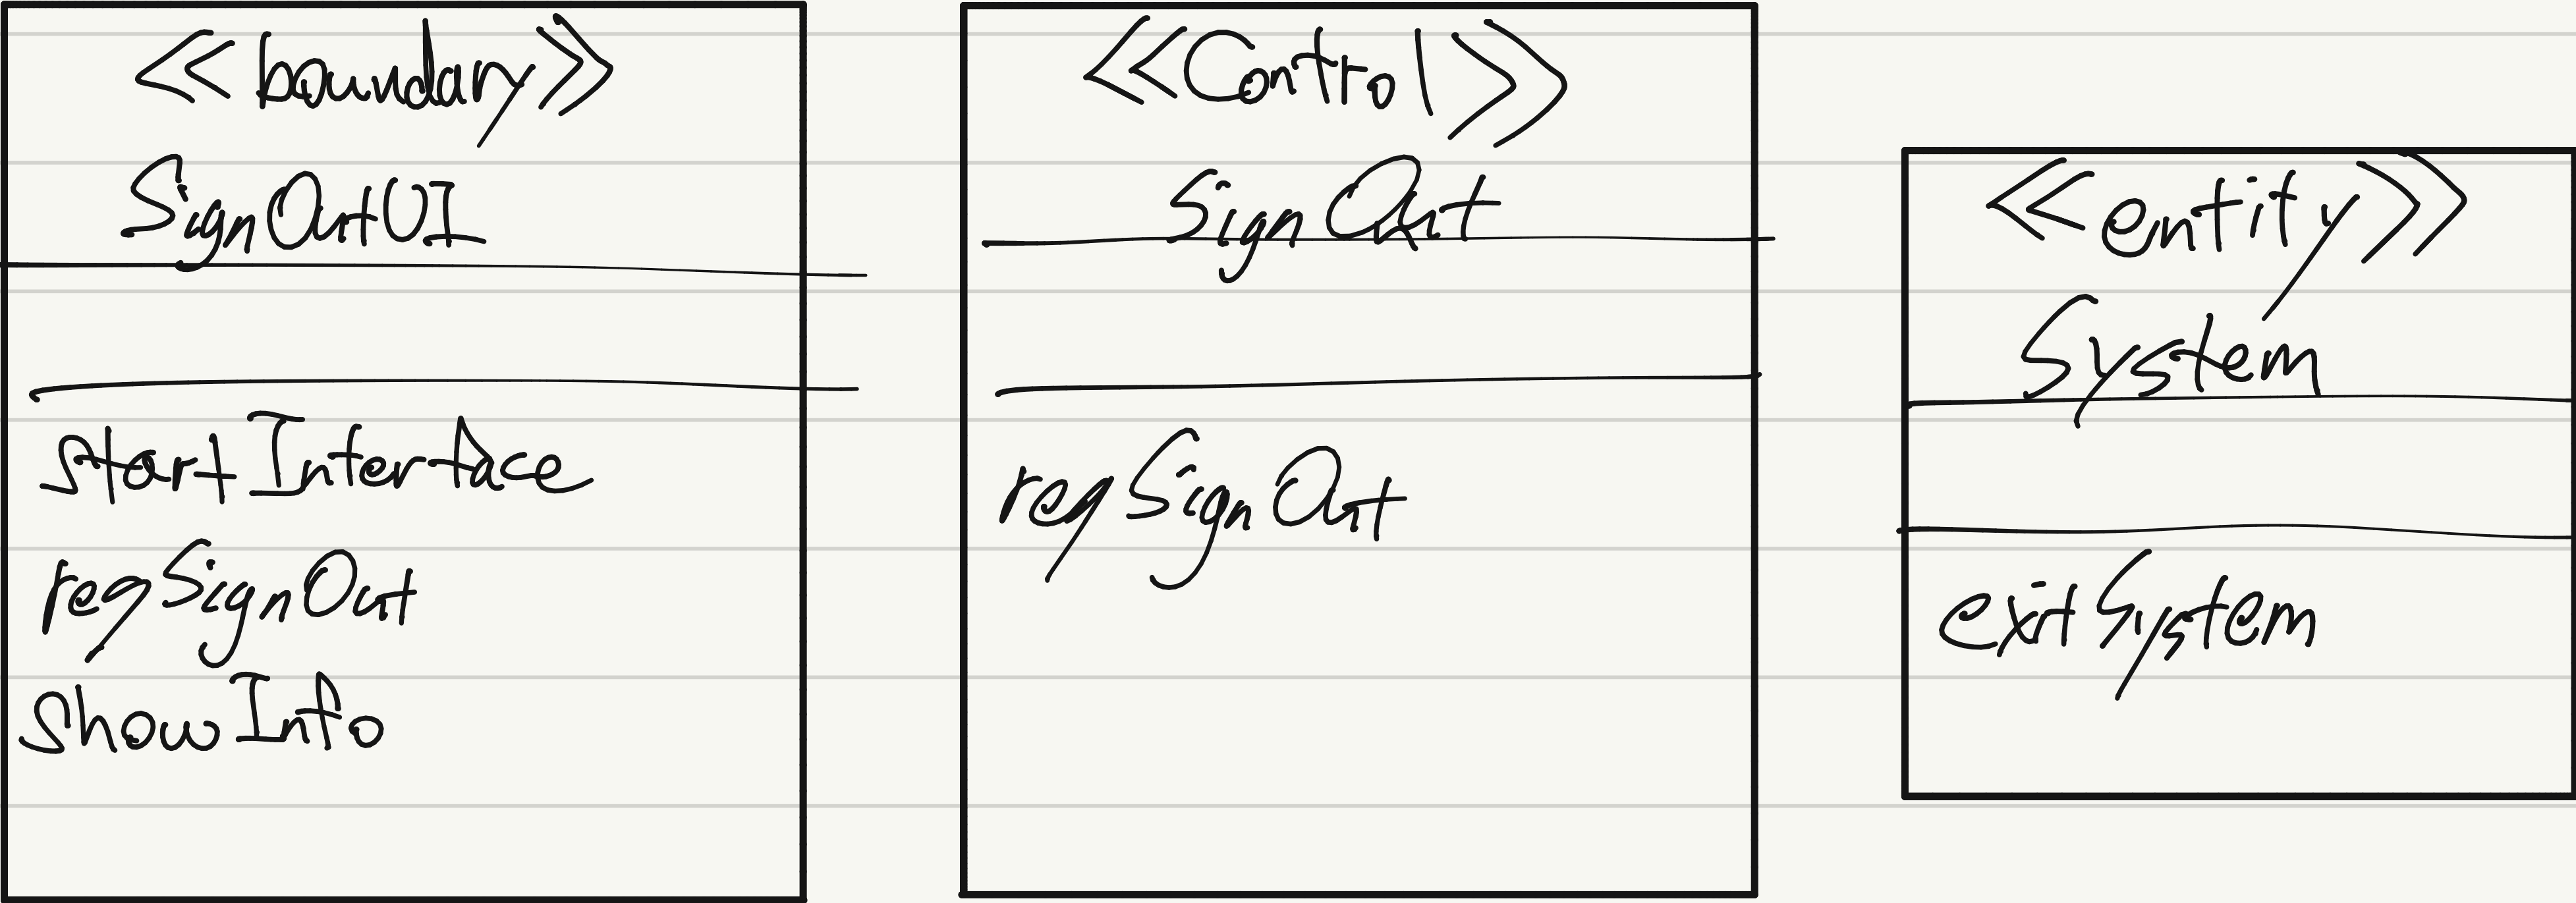 <<boundary>>
SignOutUI
startInterface
reqSignOut
showInfo
<<Control>>
SignOut
reqSignOut
<<entity>>
System
exitSystem